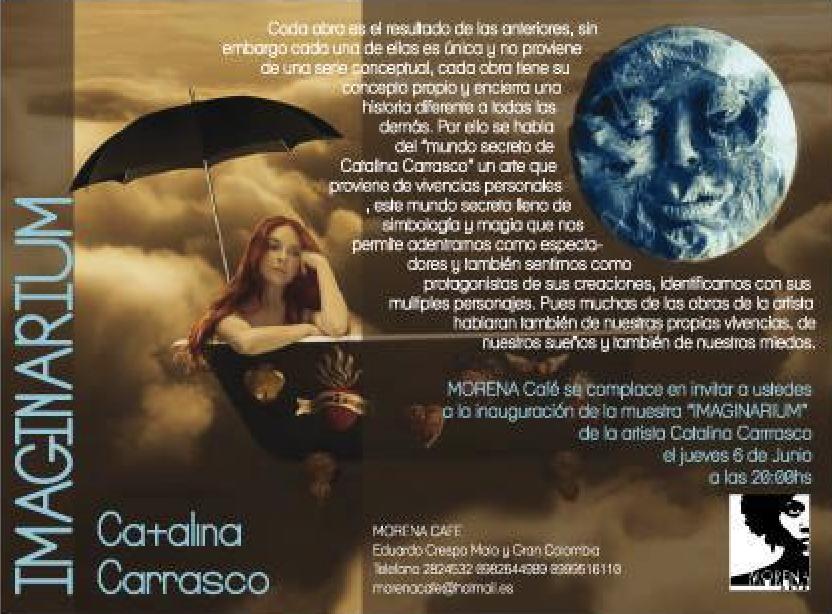 IMAGINARIUM
Cada obra es el resultado de las anteriores, sin
embargo cada una de ellas es única y no proviene
de una serie conceptual, cada obra tiene su
concepto propio y encierra una
historia diferente a todas las
demás. Por ello se habla
del "mundo secreto de
Catalina Carrasco" un arte que
proviene de vivencias personales
, este mundo secreto lleno de
simbología y magia que nos
permite adentrarnos como especta-
dores y también sentirnos como
protagonistas de sus creaciones, identificarnos con sus
multiples personajes. Pues muchas de las obras de la artista
hablaran también de nuestras propias vivencias, de
nuestros sueños y también de nuestros miedos.
MORENA Café se complace en invitar a ustedes
a la inauguración de la muestra "IMAGINARIUM"
de la artista Catalina Carrrasco
el jueves 6 de Junio
a las 20:00hs
Catalina
Carrasco
MORENA CAFE
Eduardo Crespo Malo y Gran Colombia
Telefono 2824532 0982644989 0999516110
morenacafe@hotmail.es
MORENA